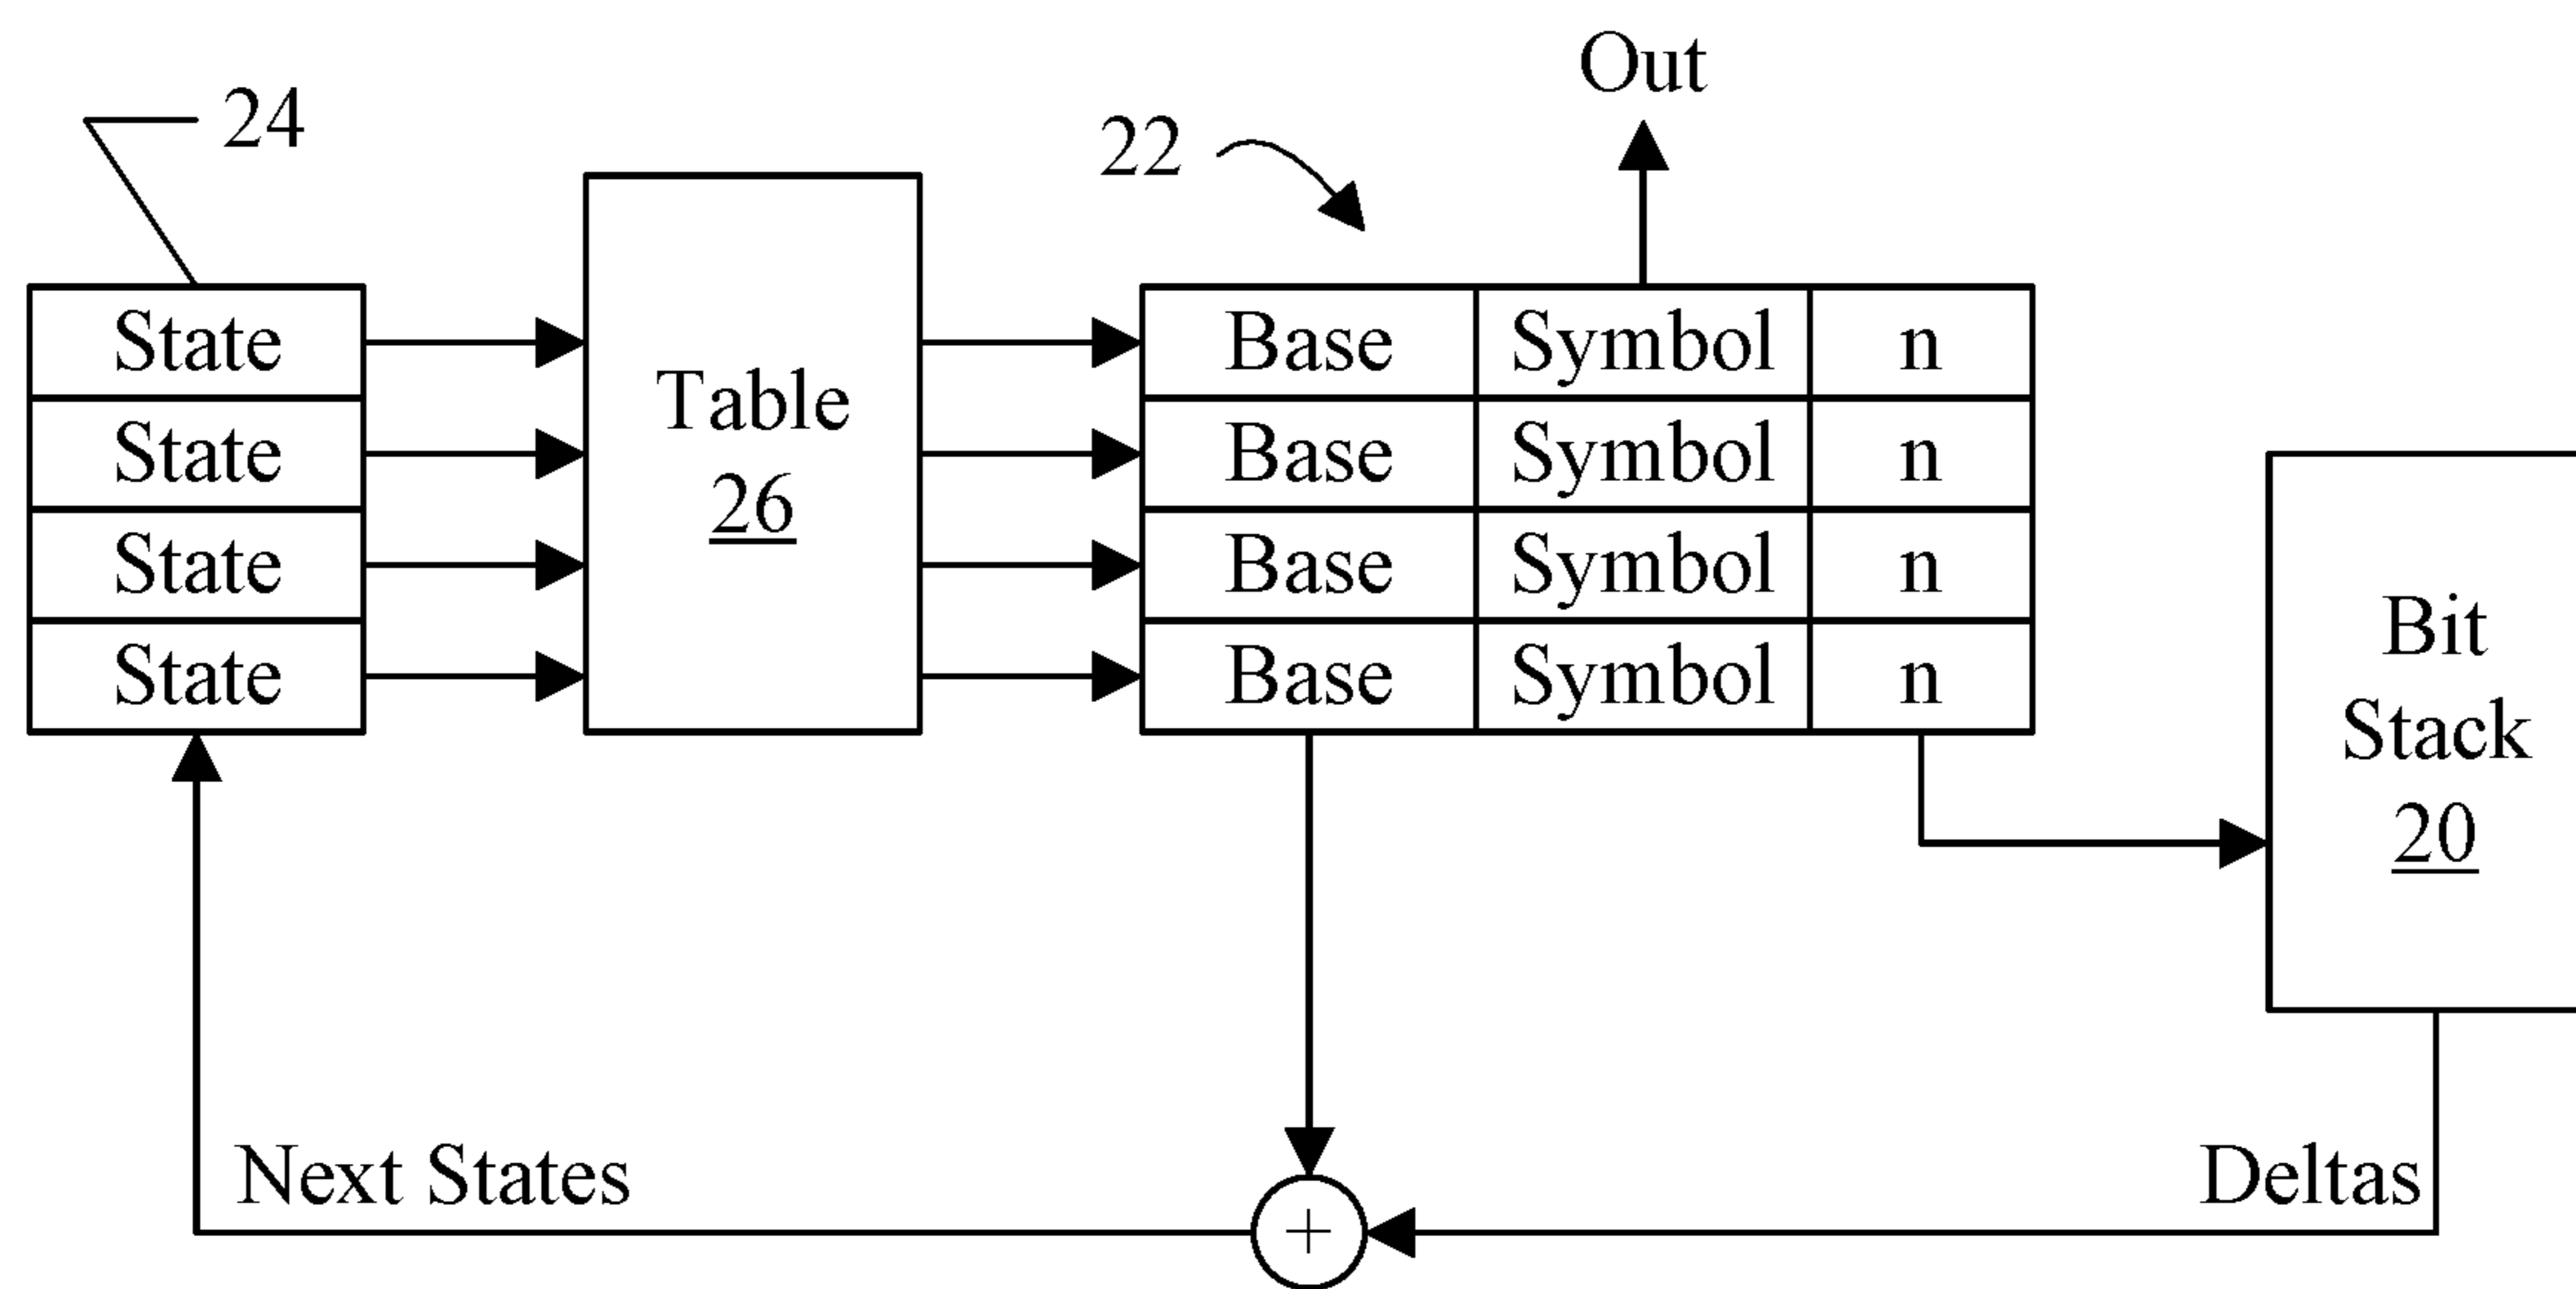 Out
24
22
State
State
State
State
Table
26
Base Symbol n
Base Symbol n
Base Symbol n
Base Symbol n
Bit
Stack
20
Next States
+
Deltas